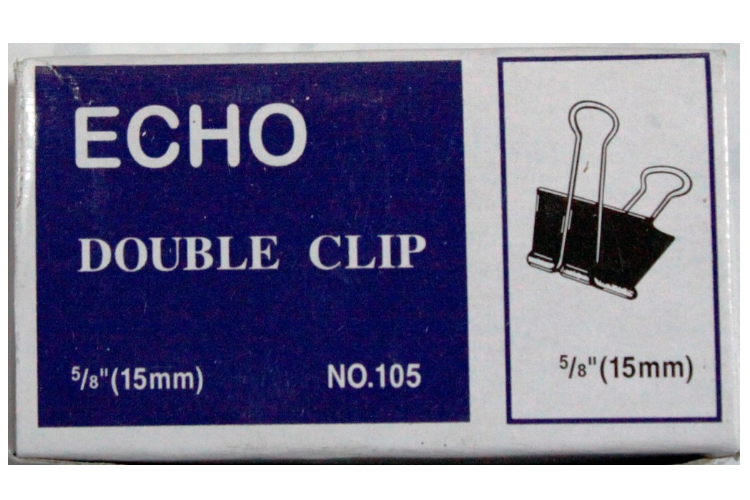 ECHO
DOUBLE CLIP
5/8"(15mm) NO.105
5/8"(15mm)